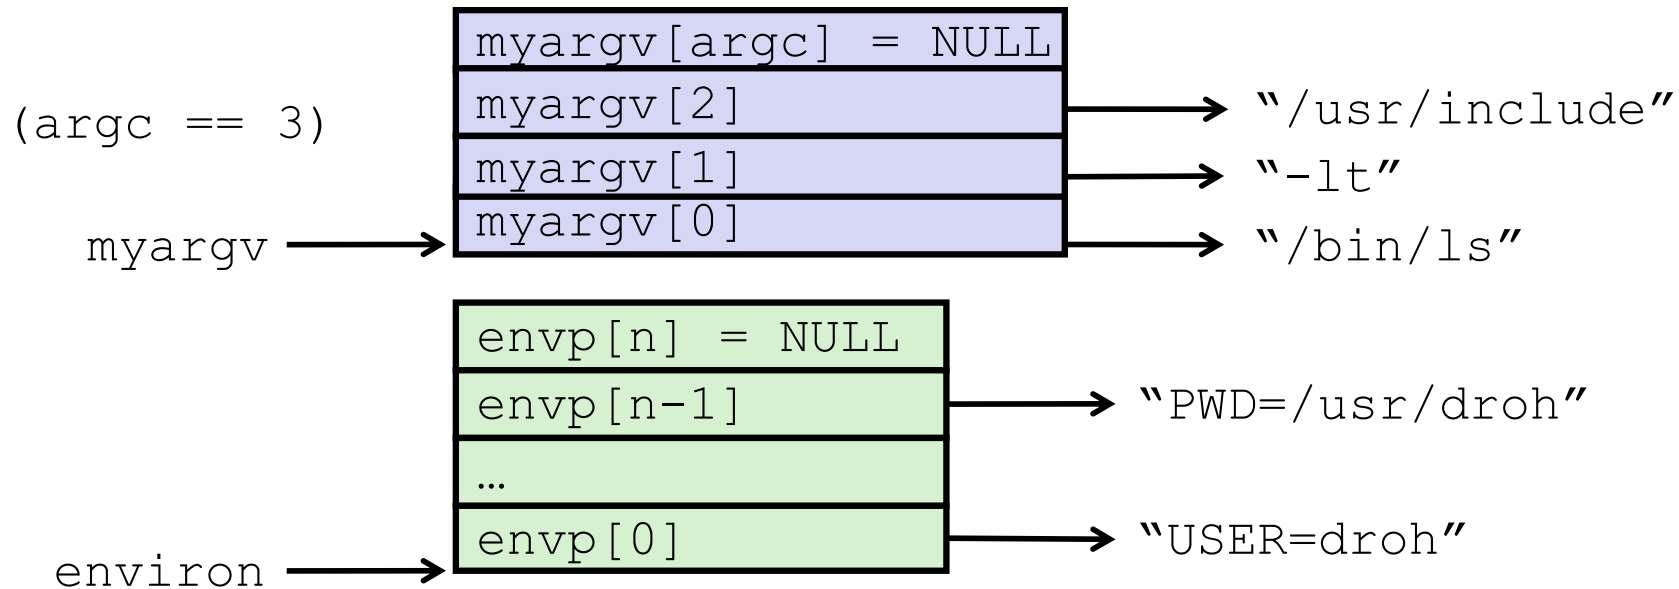 myargv[argc] = NULL
(argc == 3)
myargv[2]
“/usr/include”
myargv[1]
“-lt”
myargv
myargv[0]
“/bin/ls”
envp[n] = NULL
envp[n-1]
“PWD=/usr/droh”
…
envp[0]
“USER=droh”
environ